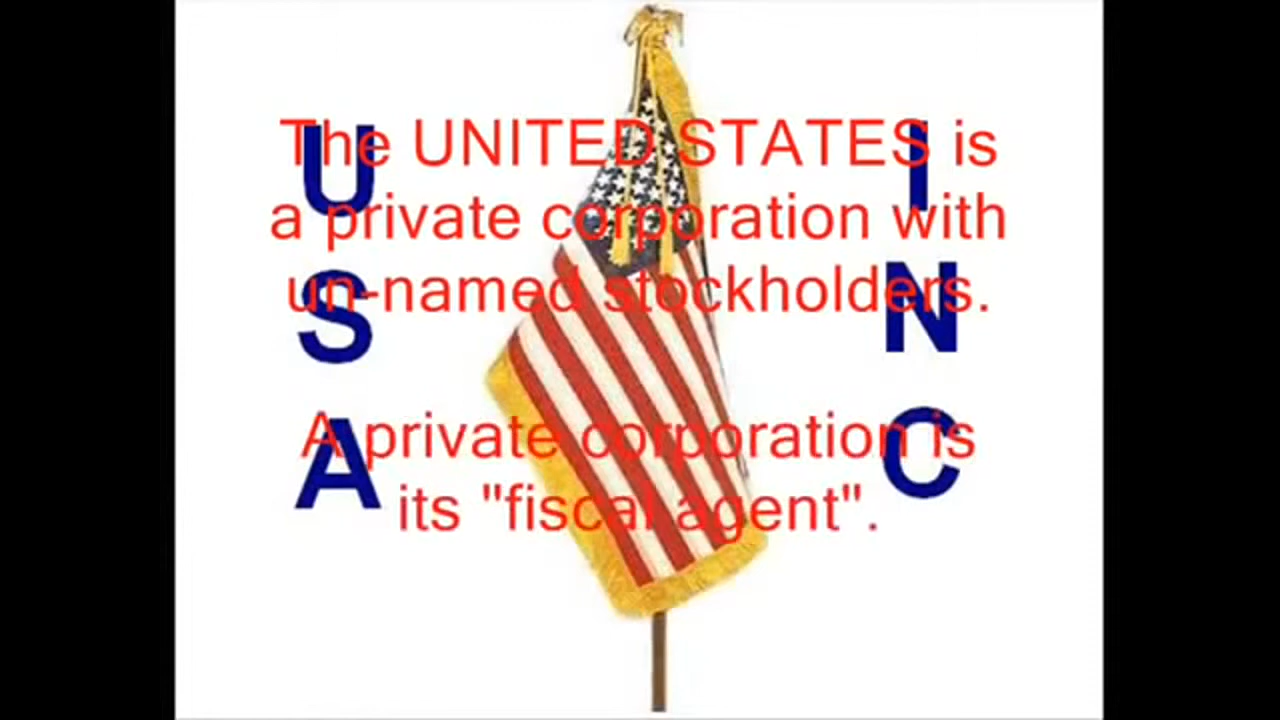 The UNITED STATES is
a private corporation with
un-named stockholders.
A private corporation is
its "fiscal agent".
U
S
A
I
N
C